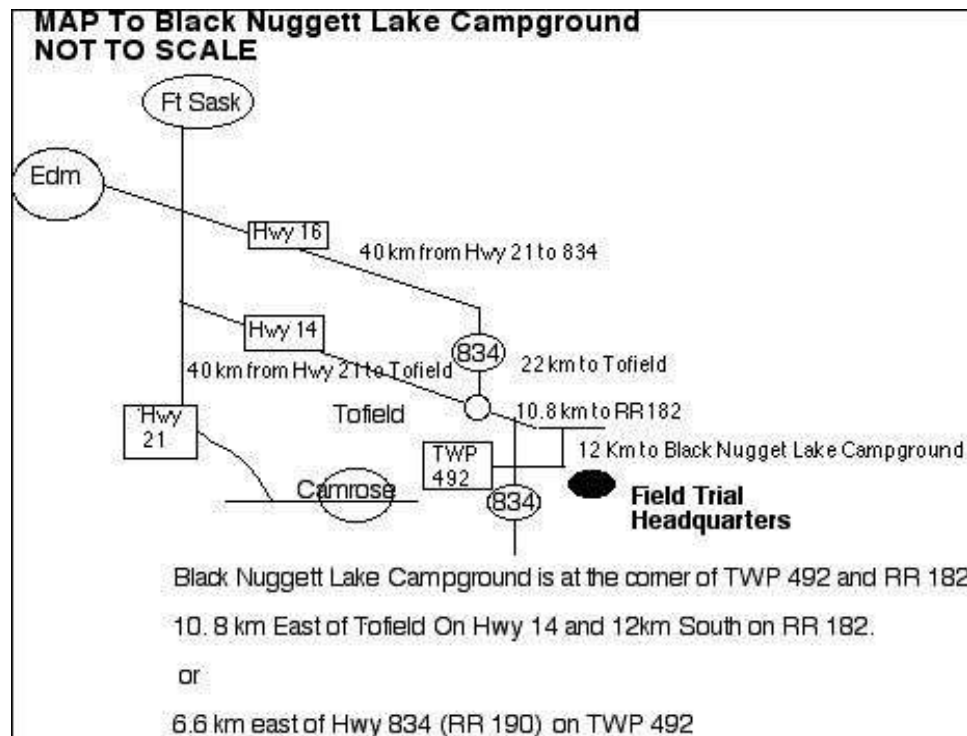 MAP To Black Nuggett Lake Campground
NOT TO SCALE
Ft Sask
Edm
Hwy 16
40 km from Hwy 21 to 834
Hwy 14
834
40 km from Hwy 21 to Tofield
22 km to Tofield
Tofield
10.8 km to RR 182
Hwy
21
TWP
492
12 Km to Black Nugget Lake Campground
Camrose
834
Field Trial
Headquarters
Black Nuggett Lake Campground is at the corner of TWP 492 and RR 182
10. 8 km East of Tofield On Hwy 14 and 12km South on RR 182.
or
6.6 km east of Hwy 834 (RR 190) on TWP 492